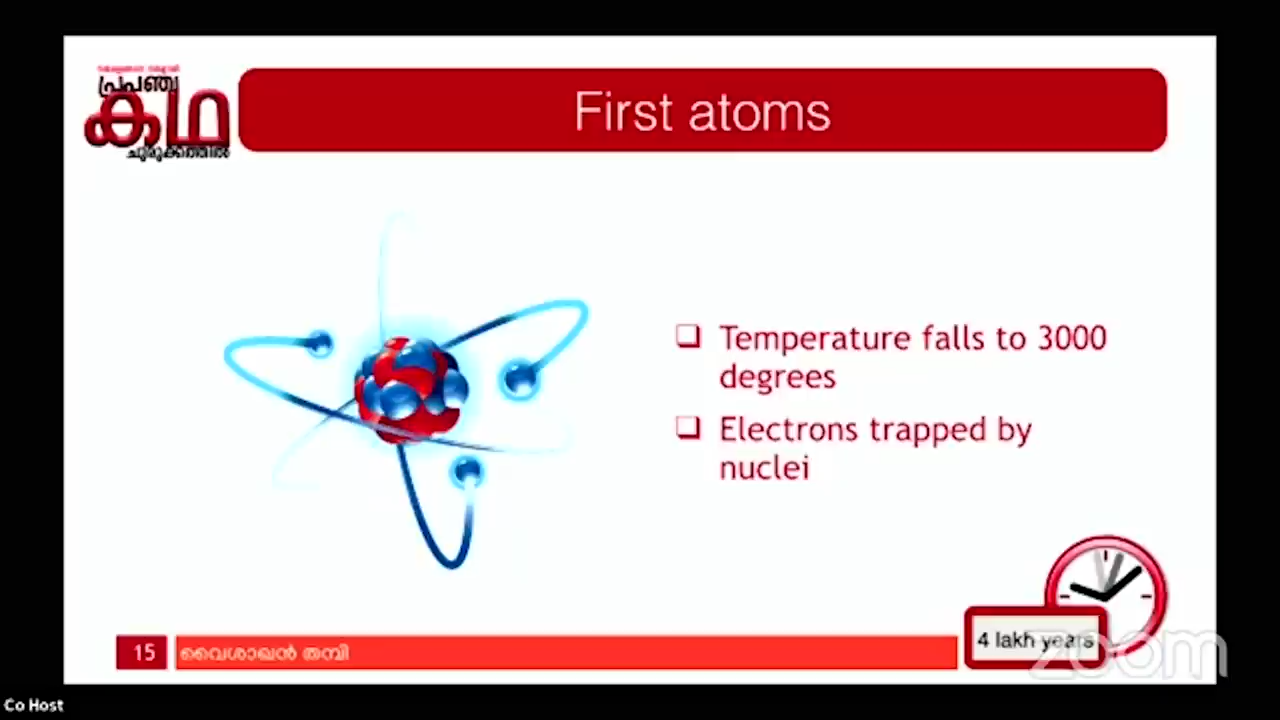 പ്രപഞ്ച
കഥ
ചുരുക്കത്തിൽ
First atoms
❑ Temperature falls to 3000
degrees
❑ Electrons trapped by
nuclei
4 lakh years
15
വൈശാഖൻ തമ്പി
zoom
Co Host